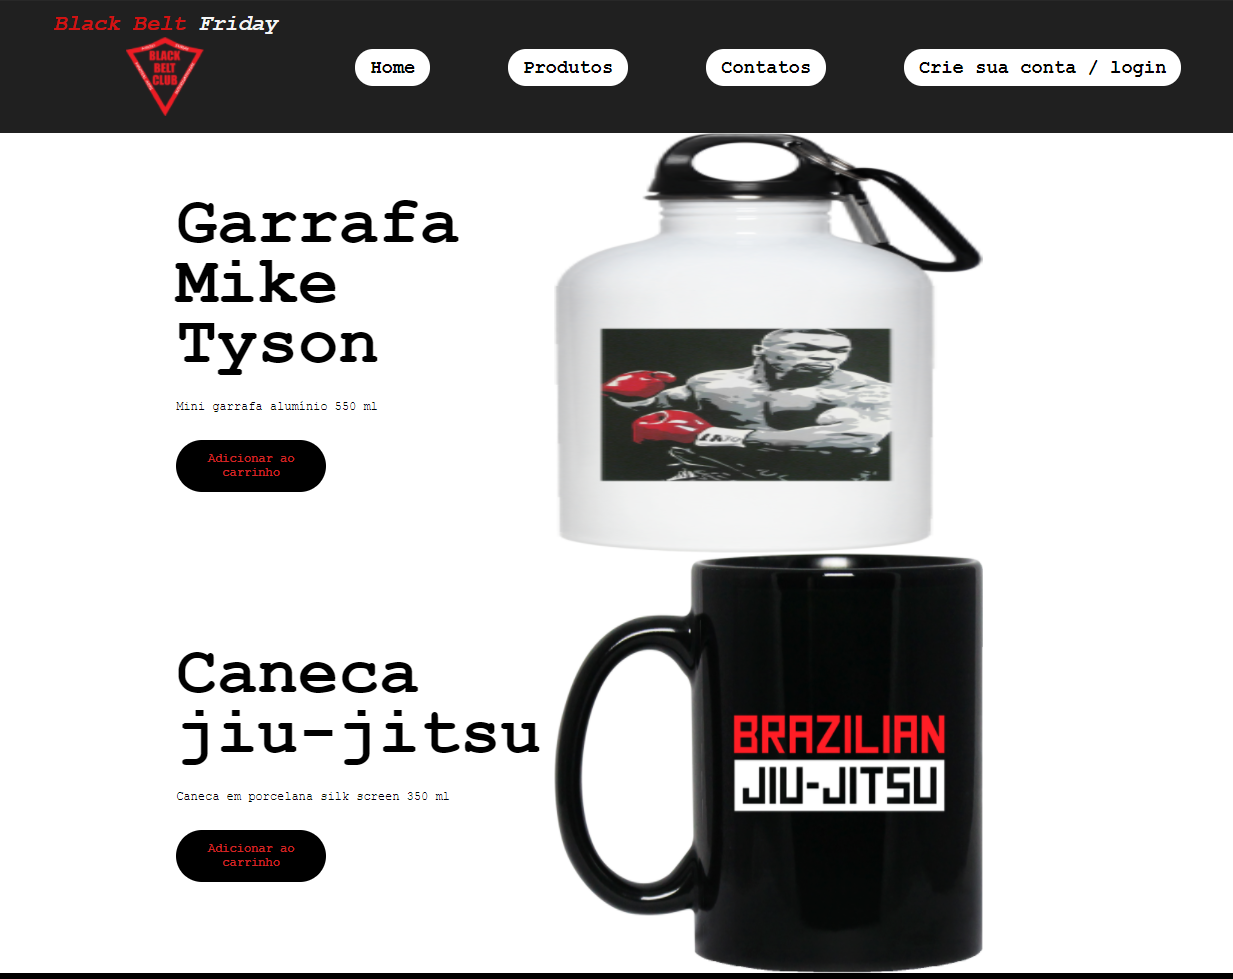 Black Belt Friday
BLACK
BELT
CLUB
Home
Produtos
Contatos
Crie sua conta / login
Garrafa
Mike
Tyson
Mini garrafa alumínio 550 ml
Adicionar ao
carrinho
Caneca
jiu-jitsu
Caneca em porcelana silk screen 350 ml
Adicionar ao
carrinho
BRAZILIAN
JIU-JITSU